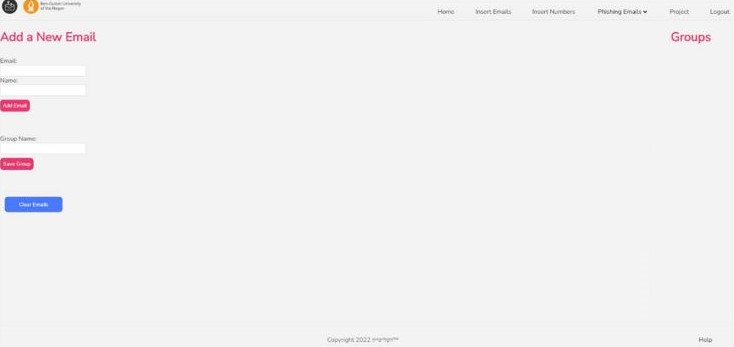 Ben-Gurion University
of the Negev
Home
Insert Emails
Insert Numbers
Phishing Emails
Project
Logout
Add a New Email
Groups
Email:
Name:
Add Email
Group Name:
Save Group
Clear Emails
Copyright 2022
Help